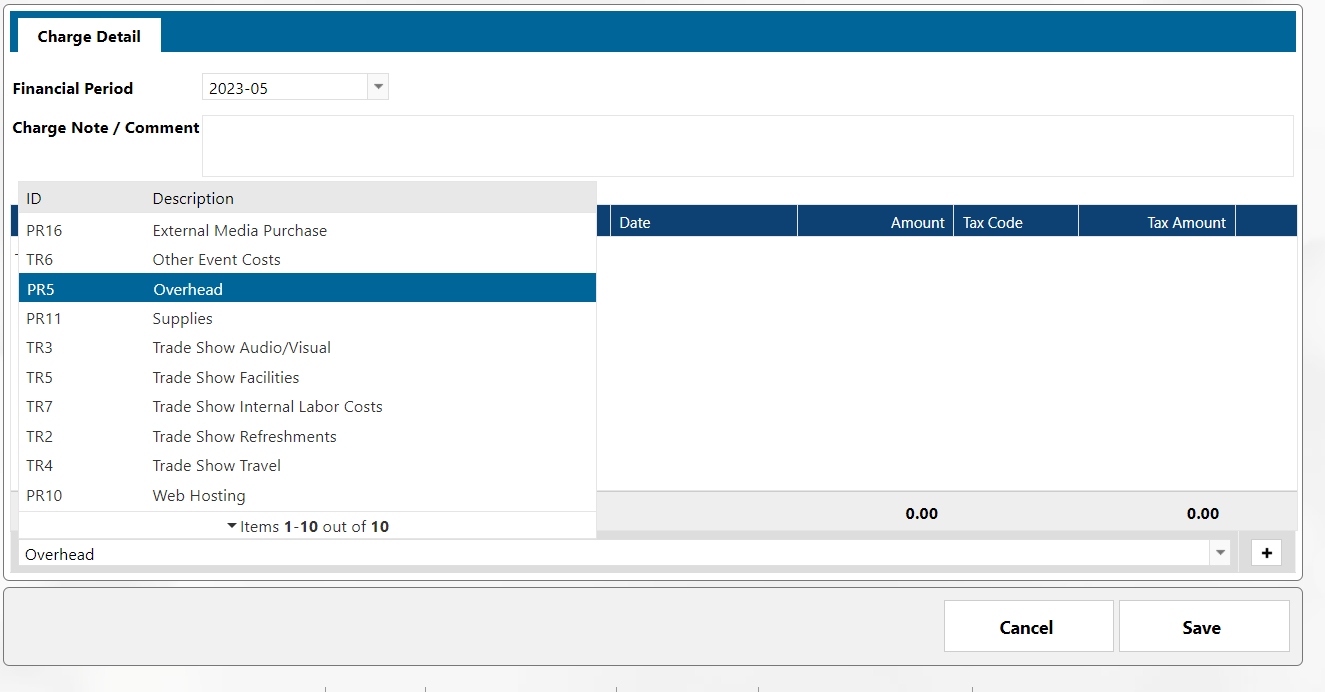 Charge Detail
Financial Period 2023-05
Charge Note / Comment
ID Description
Date Amount Tax Code Tax Amount
PR16 External Media Purchase
TR6 Other Event Costs
PR5 Overhead
PR11 Supplies
TR3 Trade Show Audio/Visual
TR5 Trade Show Facilities
TR7 Trade Show Internal Labor Costs
TR2 Trade Show Refreshments
TR4 Trade Show Travel
PR10 Web Hosting
0.00 0.00
Items 1-10 out of 10
Overhead +
Cancel Save